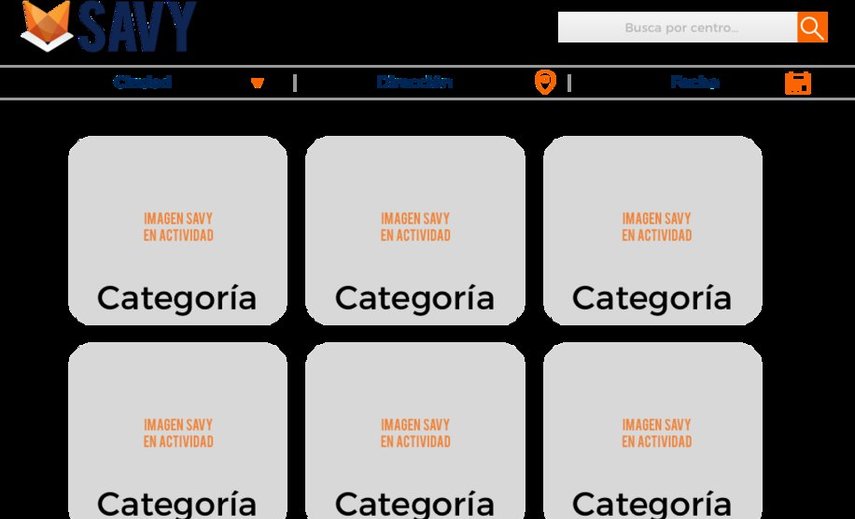 SAVY
Busca por centro...
Ciudad
Dirección
Fecha
IMAGEN SAVY
EN ACTIVIDAD
Categoría
IMAGEN SAVY
EN ACTIVIDAD
Categoría
IMAGEN SAVY
EN ACTIVIDAD
Categoría
IMAGEN SAVY
EN ACTIVIDAD
Categoría
IMAGEN SAVY
EN ACTIVIDAD
Categoría
IMAGEN SAVY
EN ACTIVIDAD
Categoría